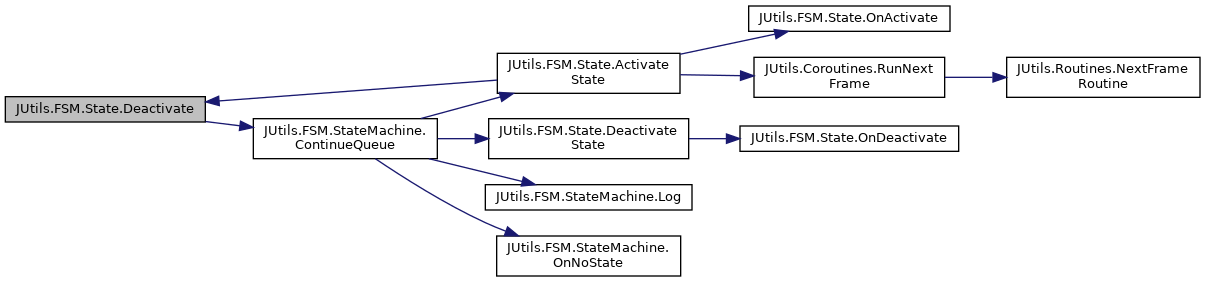 JUtils.FSM.State.Deactivate
JUtils.FSM.StateMachine.
ContinueQueue
JUtils.FSM.State.Activate
State
JUtils.FSM.State.OnActivate
JUtils.Coroutines.RunNext
Frame
JUtils.Routines.NextFrame
Routine
JUtils.FSM.State.Deactivate
State
JUtils.FSM.State.OnDeactivate
JUtils.FSM.StateMachine.Log
JUtils.FSM.StateMachine.
OnNoState